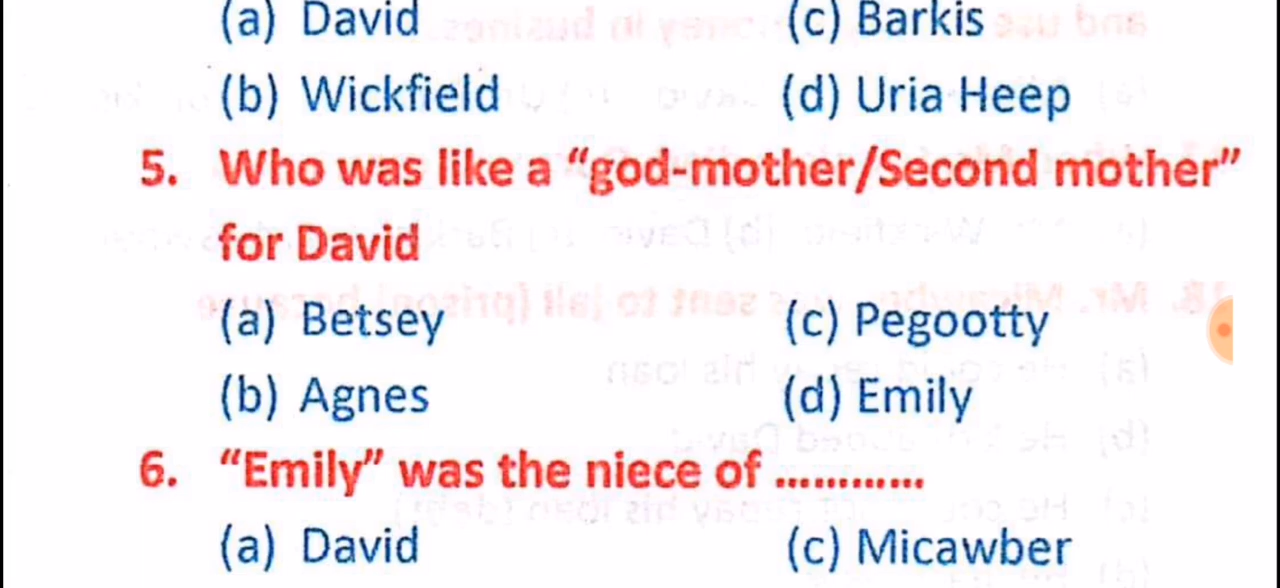 (a) David (c) Barkis
(b) Wickfield (d) Uria Heep
5. Who was like a “god-mother/Second mother”
for David
(a) Betsey (c) Pegootty
(b) Agnes (d) Emily
6. “Emily” was the niece of ............
(a) David (c) Micawber